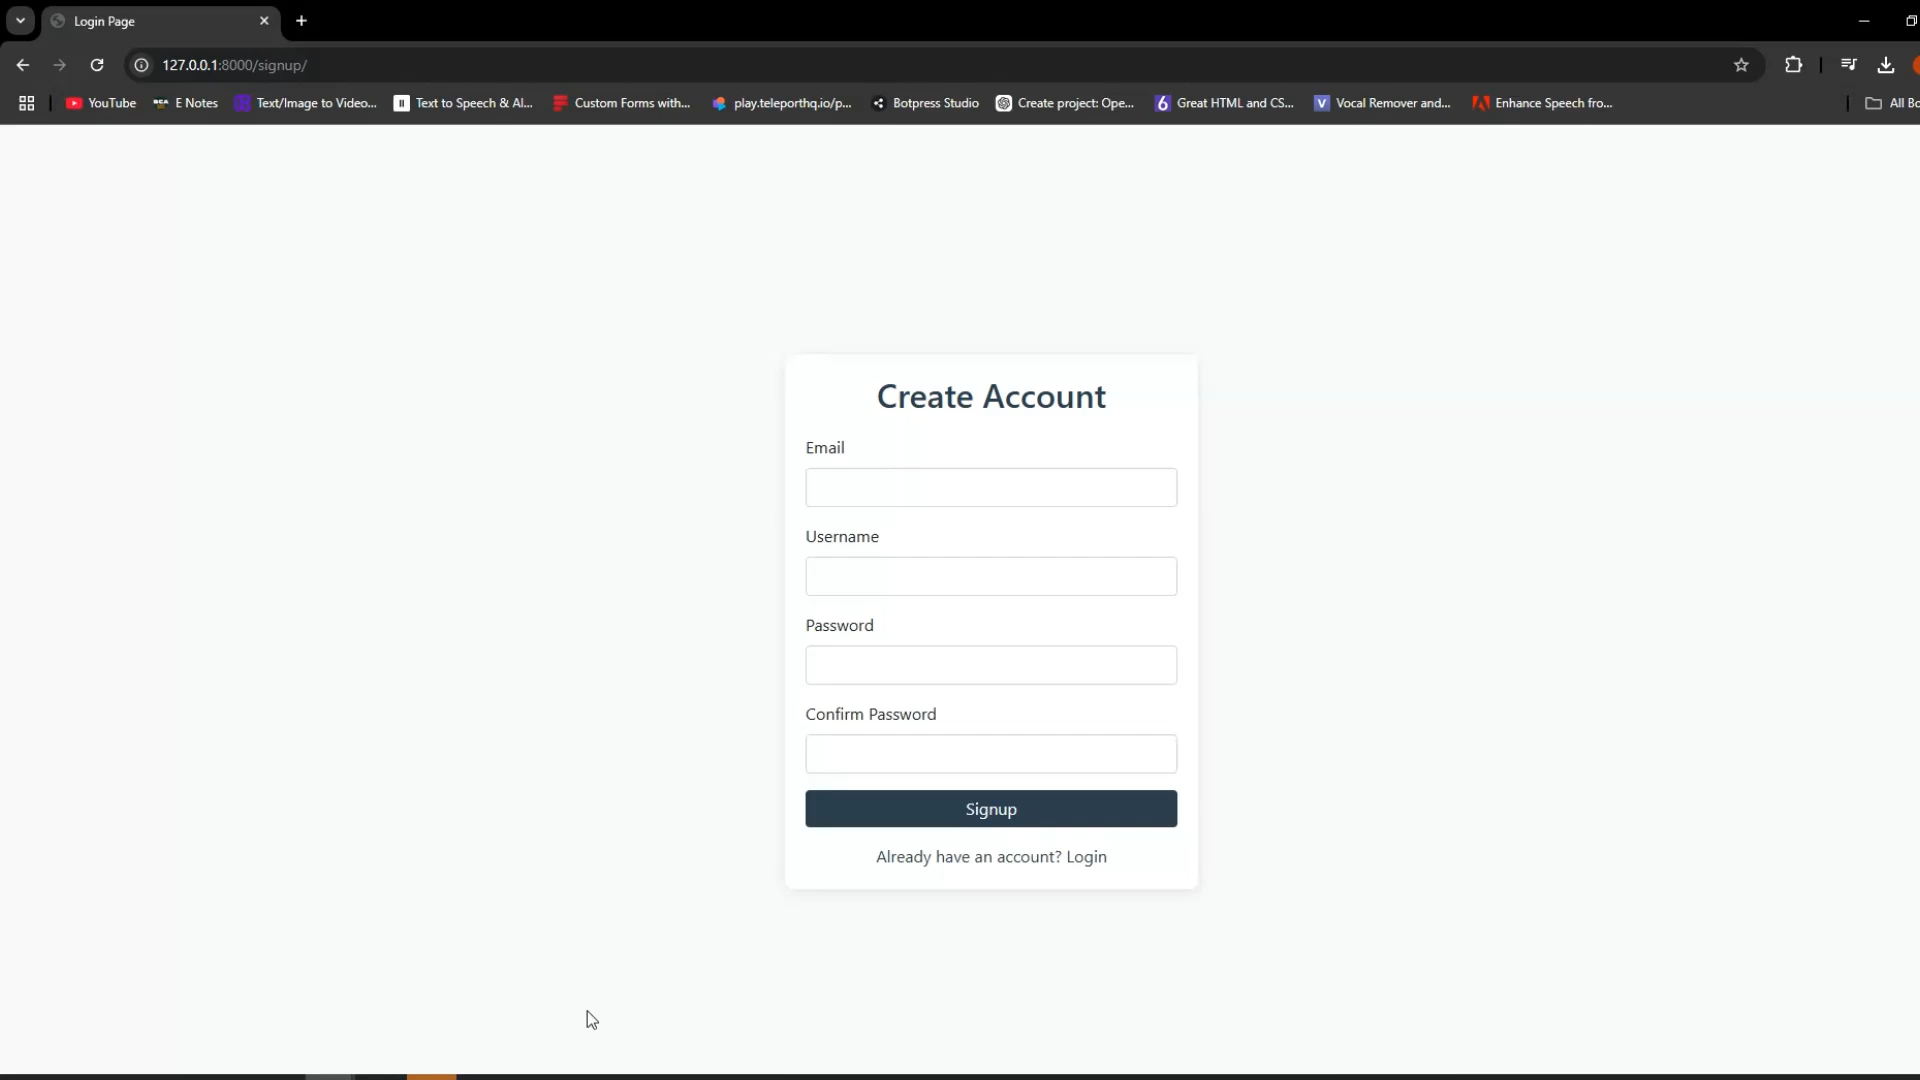 Login Page
127.0.0.1:8000/signup/
YouTube E Notes Text/Image to Video... Text to Speech & AI... Custom Forms with... play.teleporthq.io/p... Botpress Studio Create project: Ope... Great HTML and CS... Vocal Remover and... Enhance Speech fro... All Bo
Create Account
Email
Username
Password
Confirm Password
Signup
Already have an account? Login